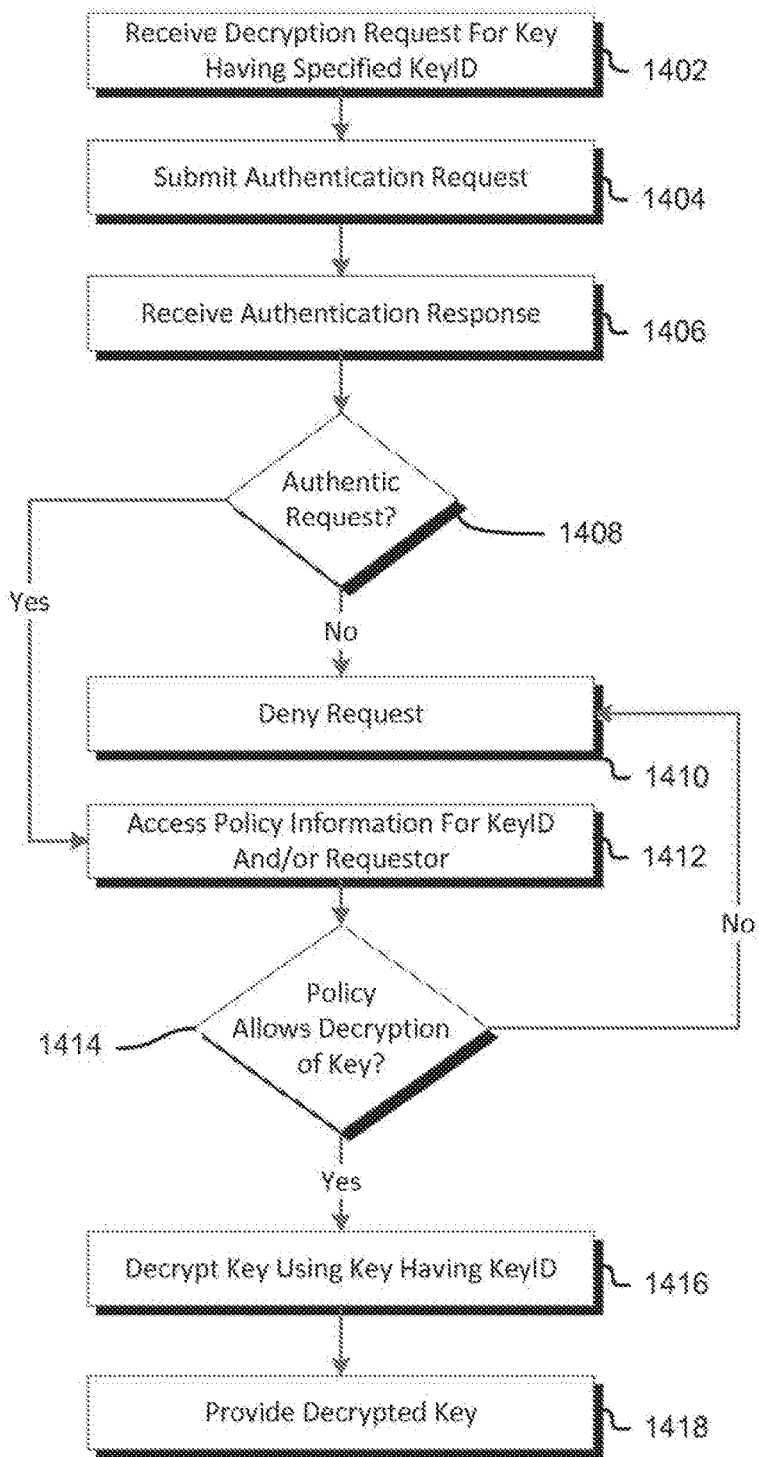 Receive Decryption Request For Key
Having Specified KeyID
1402
Submit Authentication Request
1404
Receive Authentication Response
1406
Authentic
Request?
1408
Yes
No
Deny Request
1410
Access Policy Information For KeyID
And/or Requestor
1412
No
Policy
Allows Decryption
of Key?
1414
Yes
Decrypt Key Using Key Having KeyID
1416
Provide Decrypted Key
1418